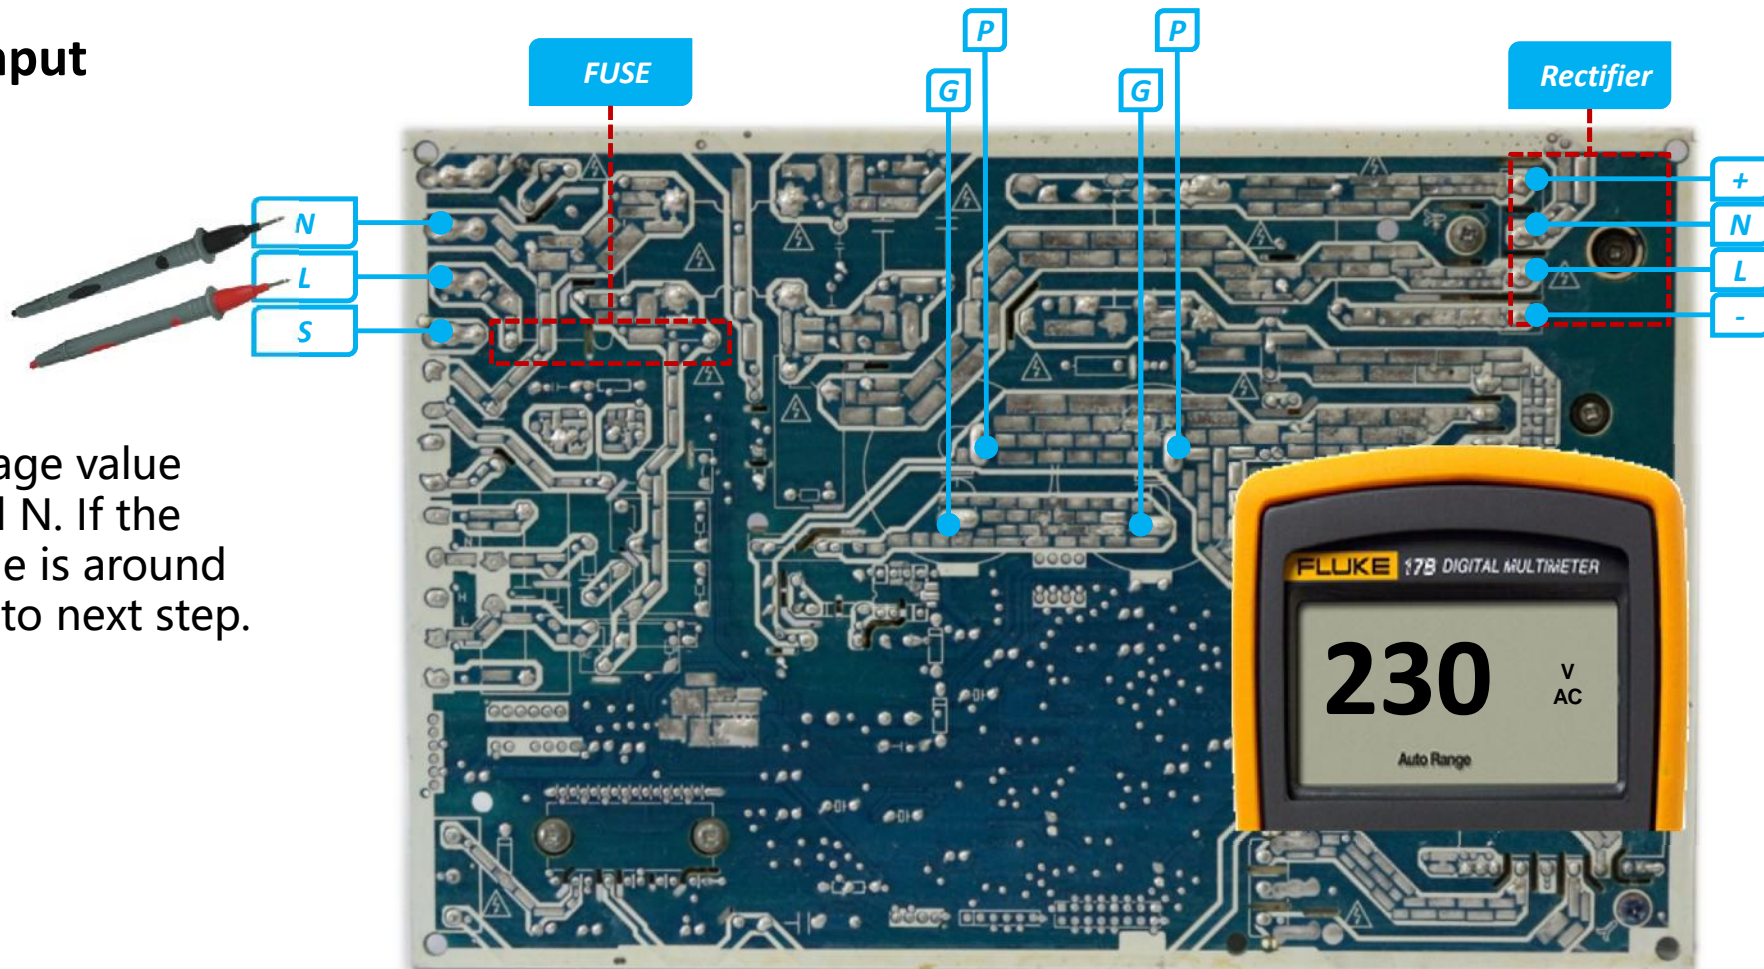 nput
FUSE
P
P
G
G
Rectifier
+
N
N
L
L
S
-
age value
N. If the
e is around
to next step.
FLUKE 17B DIGITAL MULTIMETER
230
V
AC
Auto Range